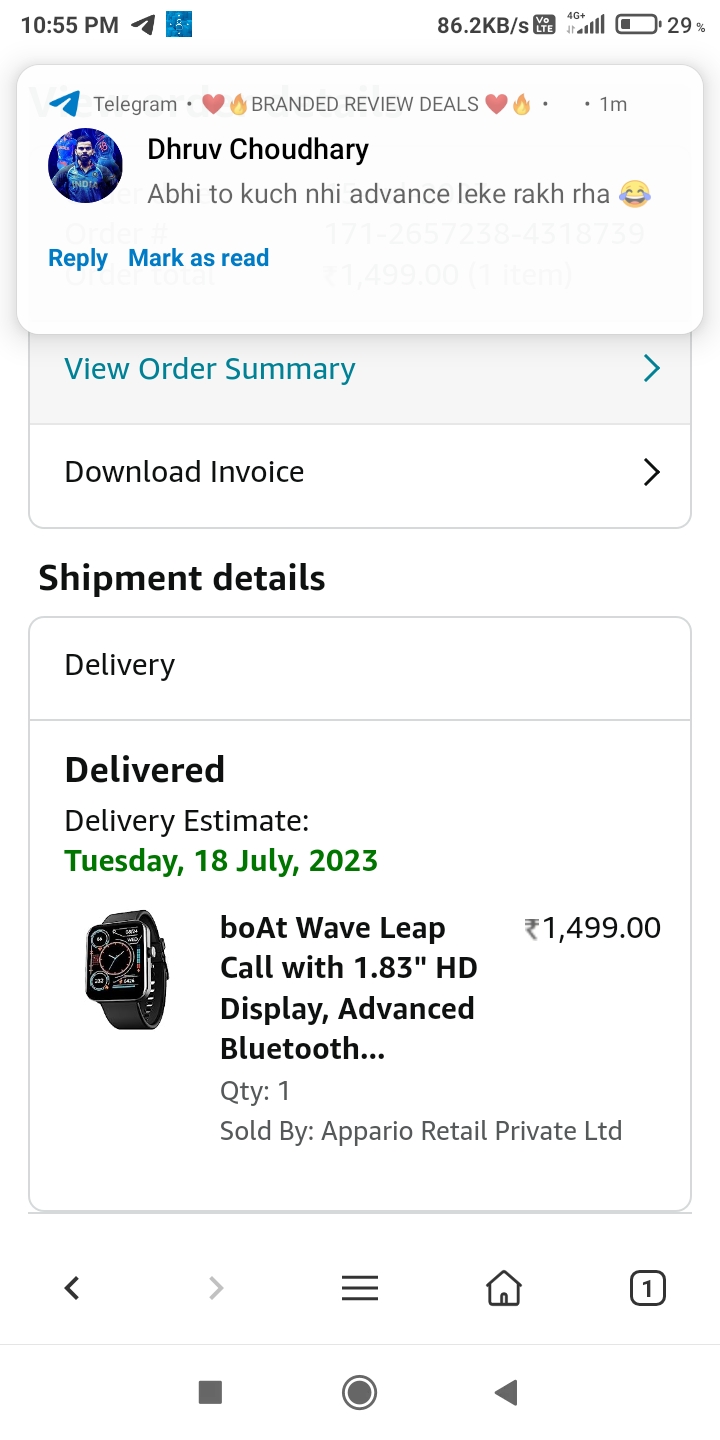 10:55 PM 86.2KB/s Vo LTE 4G+ 29 %
View order details
Telegram • ❤️🔥BRANDED REVIEW DEALS ❤️🔥 • • 1m
Dhruv Choudhary
Abhi to kuch nhi advance leke rakh rha 😂
Order # 171-2657238-4318739
Reply Mark as read
Order total ₹1,499.00 (1 item)
View Order Summary
Download Invoice
Shipment details
Delivery
Delivered
Delivery Estimate:
Tuesday, 18 July, 2023
boAt Wave Leap ₹1,499.00
Call with 1.83" HD
Display, Advanced
Bluetooth...
Qty: 1
Sold By: Appario Retail Private Ltd
1